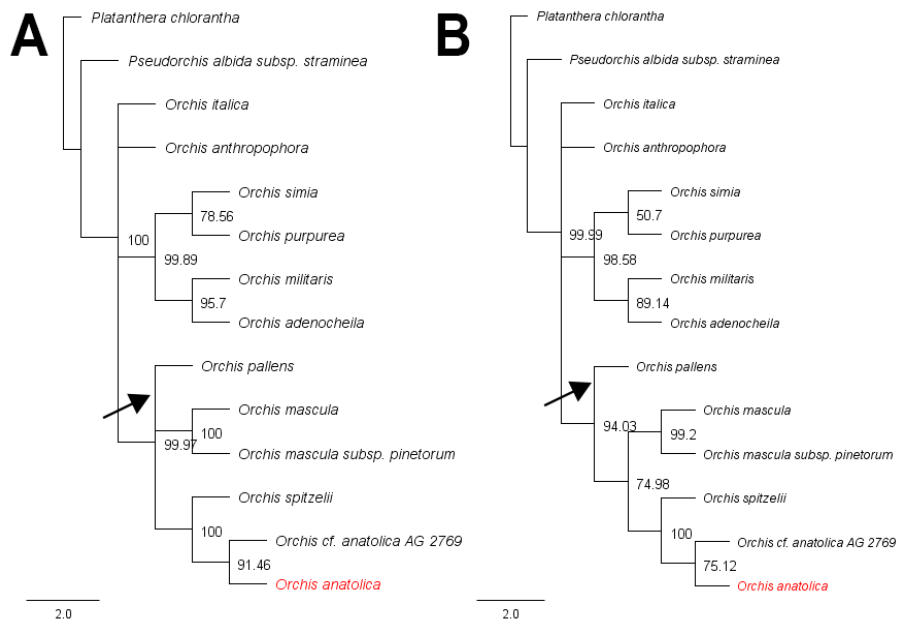 A
Platanthera chlorantha
Pseudorchis albida subsp. straminea
Orchis italica
Orchis anthropophora
Orchis simia
78.56
Orchis purpurea
100
99.89
Orchis militaris
95.7
Orchis adenocheila
Orchis pallens
Orchis mascula
100
99.97
Orchis mascula subsp. pinetorum
Orchis spitzelii
100
Orchis cf. anatolica AG 2769
91.46
Orchis anatolica
2.0
B
Platanthera chlorantha
Pseudorchis albida subsp. straminea
Orchis italica
Orchis anthropophora
Orchis simia
50.7
Orchis purpurea
99.99
98.58
Orchis militaris
89.14
Orchis adenocheila
Orchis pallens
Orchis mascula
94.03
99.2
Orchis mascula subsp. pinetorum
74.98
Orchis spitzelii
100
Orchis cf. anatolica AG 2769
75.12
Orchis anatolica
2.0